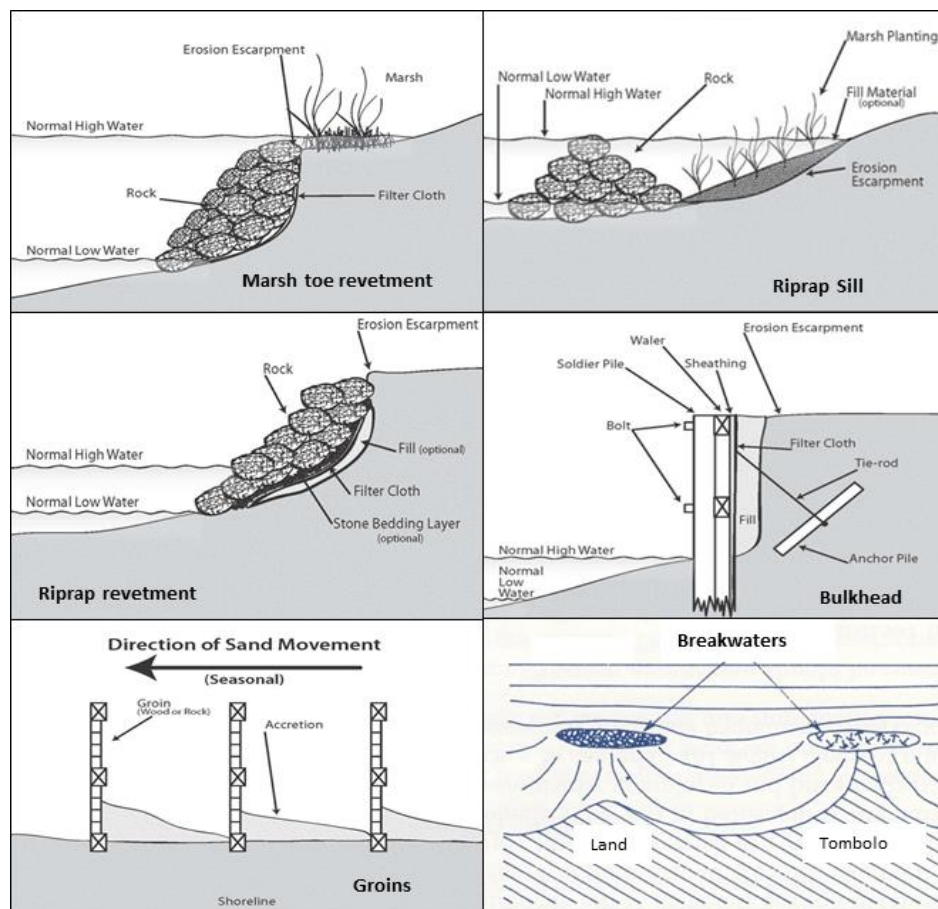 Erosion Escarpment
Marsh
Normal High Water
Rock
Filter Cloth
Normal Low Water
Marsh toe revetment
Marsh Planting
Normal Low Water
Rock
Normal High Water
Fill Material
(optional)
Erosion
Escarpment
Riprap Sill
Erosion Escarpment
Rock
Normal High Water
Fill (optional)
Normal Low Water
Filter Cloth
Stone Bedding Layer
(optional)
Riprap revetment
Erosion Escarpment
Waler
Soldier Pile
Sheathing
Bolt
Filter Cloth
Tie-rod
Fill
Normal High Water
Anchor Pile
Normal
Low
Water
Bulkhead
Direction of Sand Movement
(Seasonal)
Groin
(Wood or Rock)
Accretion
Groins
Shoreline
Breakwaters
Land
Tombolo